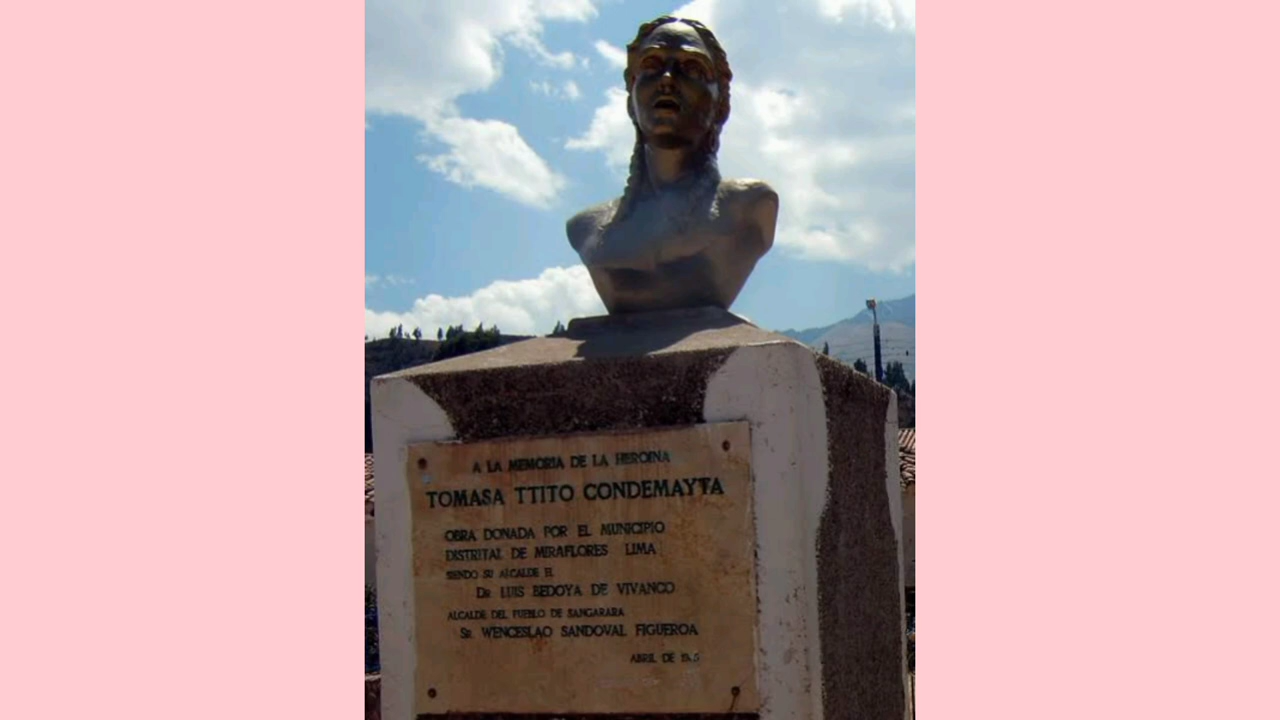 A LA MEMORIA DE LA HEROINA
TOMASA TTITO CONDEMAYTA
OBRA DONADA POR EL MUNICIPIO
DISTRITAL DE MIRAFLORES LIMA
SIENDO SU ALCALDE EL
DR LUIS BEDOYA DE VIVANCO
ALCALDE DEL PUEBLO DE SANGARARA
SR. WENCESLAO SANDOVAL FIGUEROA
ABRIL DE